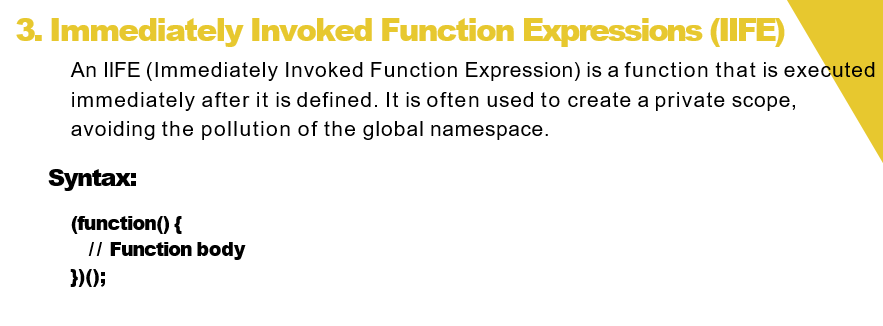 3. Immediately Invoked Function Expressions (IIFE)
An IIFE (Immediately Invoked Function Expression) is a function that is executed
immediately after it is defined. It is often used to create a private scope,
avoiding the pollution of the global namespace.
Syntax:
(function() {
// Function body
})();